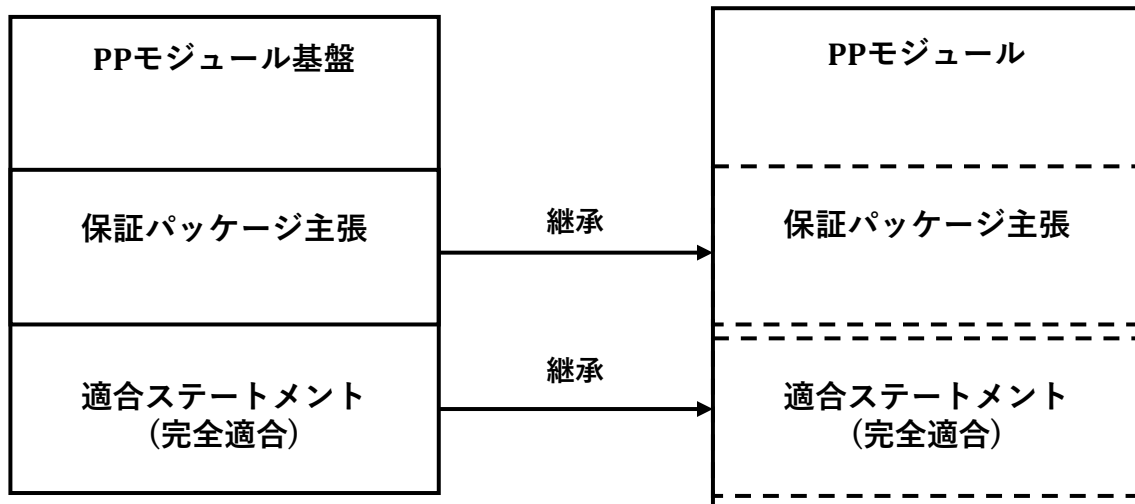 PPモジュール基盤
保証パッケージ主張
適合ステートメント
(完全適合)
継承
継承
PPモジュール
保証パッケージ主張
適合ステートメント
(完全適合)